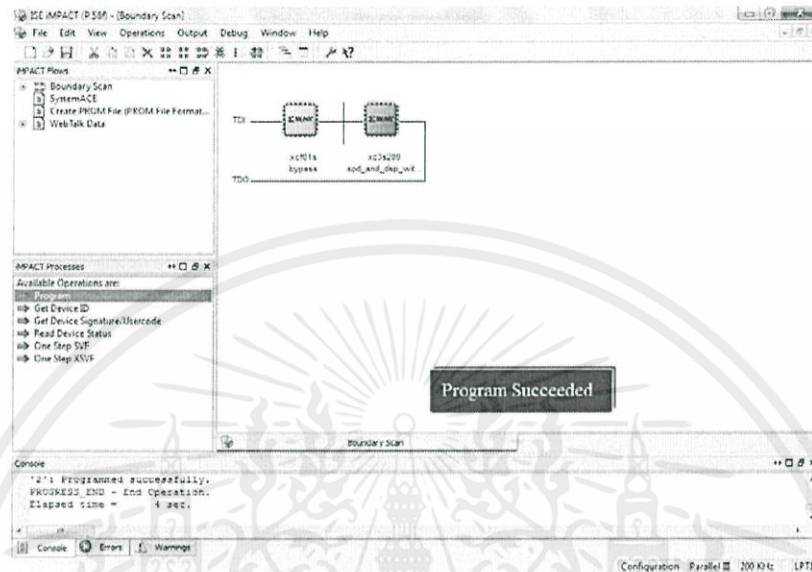 ISE iMPACT (P.58f) - [Boundary Scan]
File Edit View Operations Output Debug Window Help
iMPACT Flows
Boundary Scan
SystemACE
Create PROM File (PROM File Format...
WebTalk Data
TDI
TDO
xcf01s
bypass
xc3s200
spd_and_dsp_wit...
iMPACT Processes
Available Operations are:
Program
Get Device ID
Get Device Signature/Usercode
Read Device Status
One Step SVF
One Step XSVF
Program Succeeded
Boundary Scan
Console
'2': Programmed successfully.
PROGRESS_END - End Operation.
Elapsed time = 4 sec.
Console Errors Warnings
Configuration Parallel III 200 KHz LPT